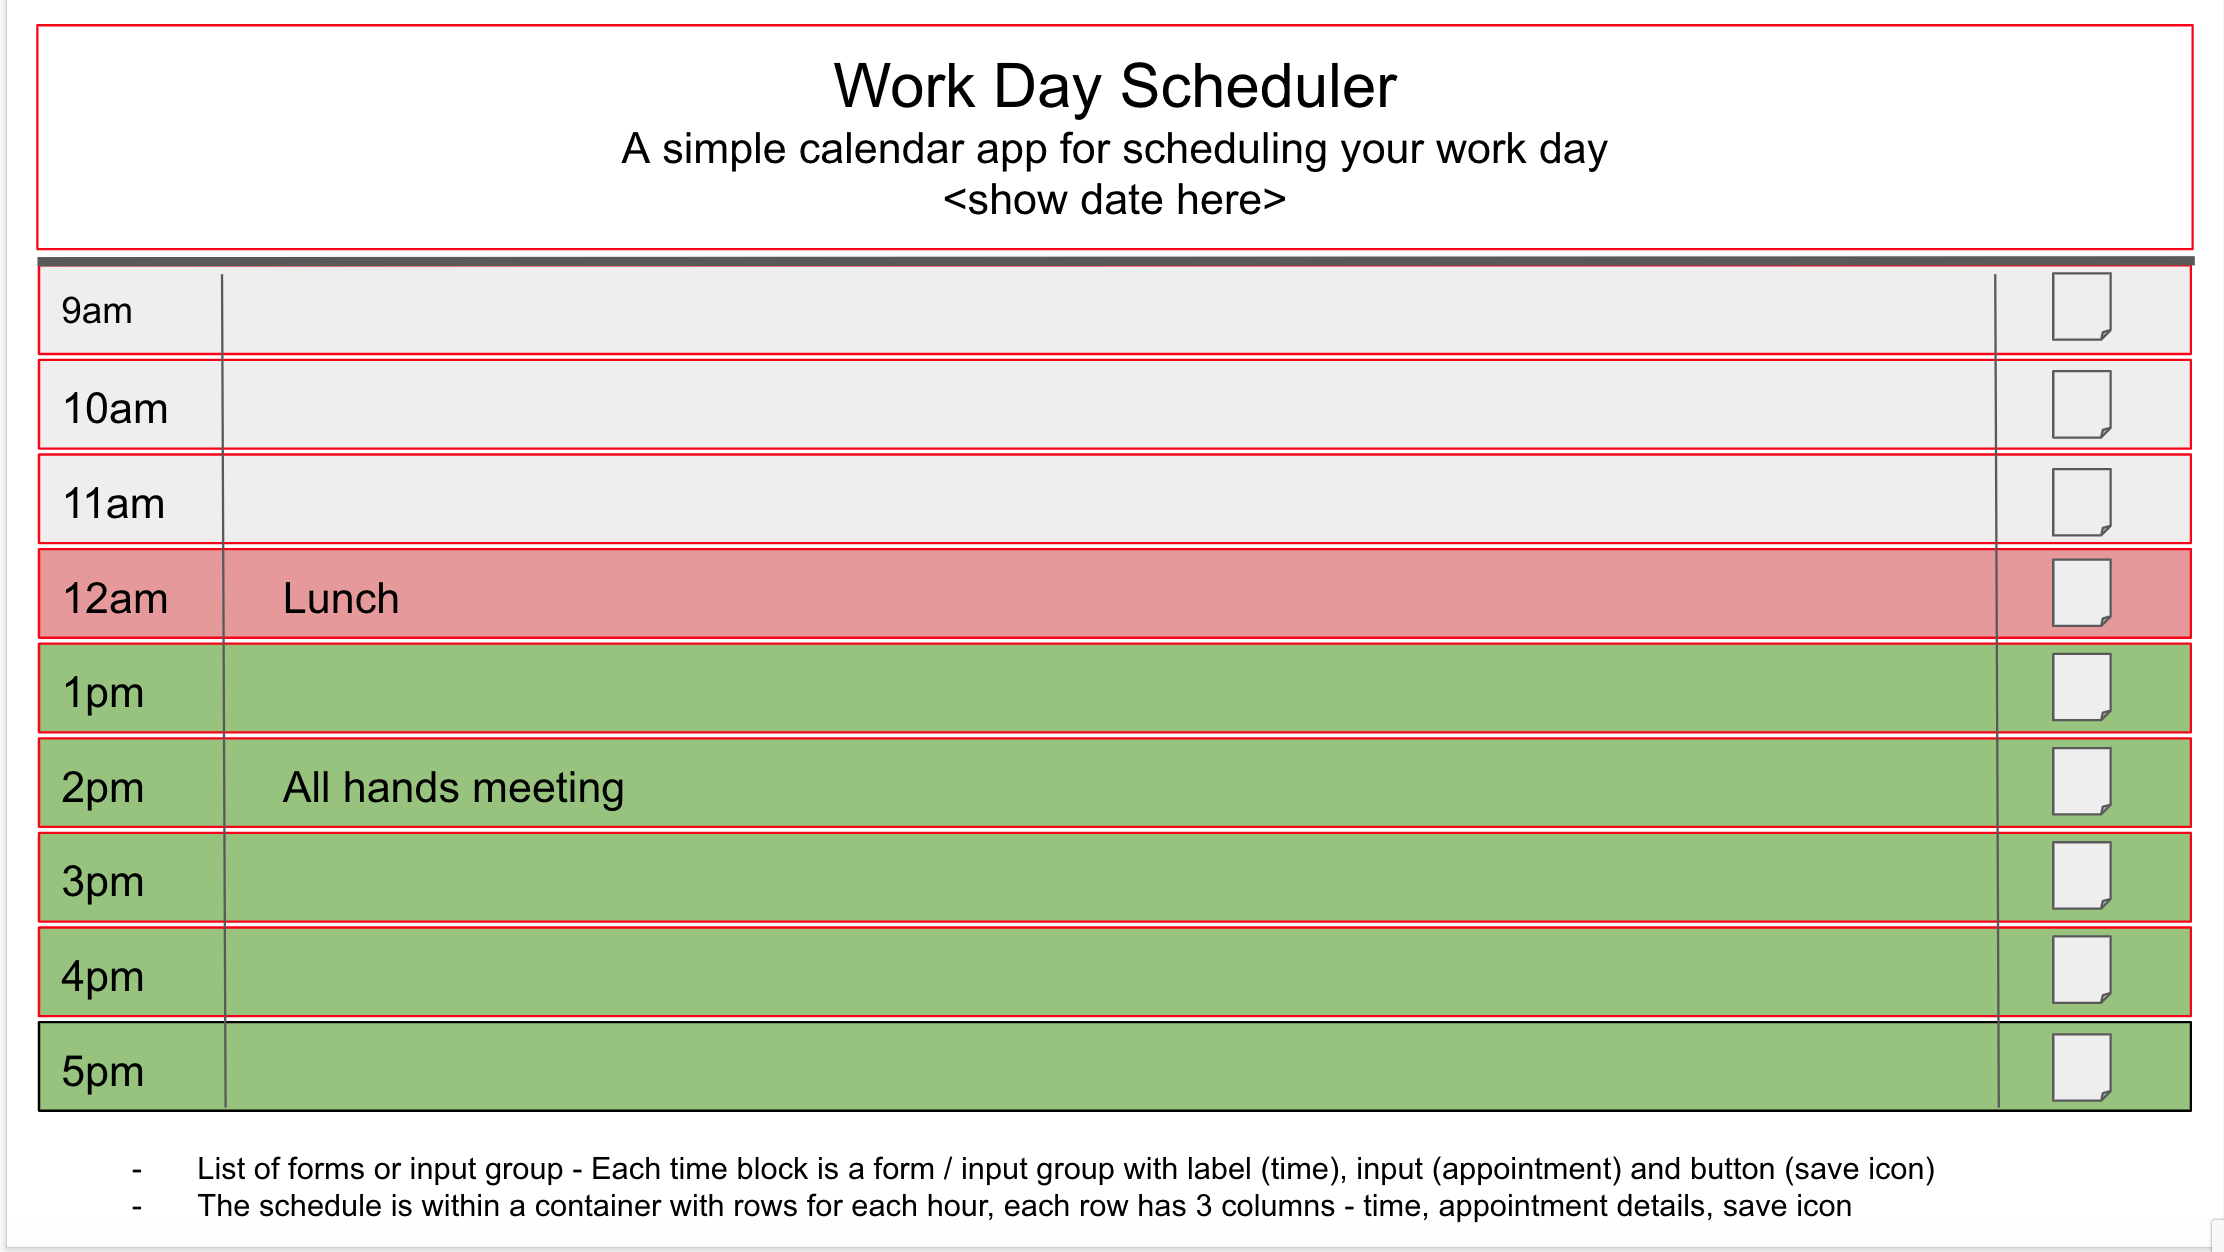 Work Day Scheduler
A simple calendar app for scheduling your work day
<show date here>
9am
10am
11am
12am Lunch
1pm
2pm All hands meeting
3pm
4pm
5pm
- List of forms or input group - Each time block is a form / input group with label (time), input (appointment) and button (save icon)
- The schedule is within a container with rows for each hour, each row has 3 columns - time, appointment details, save icon